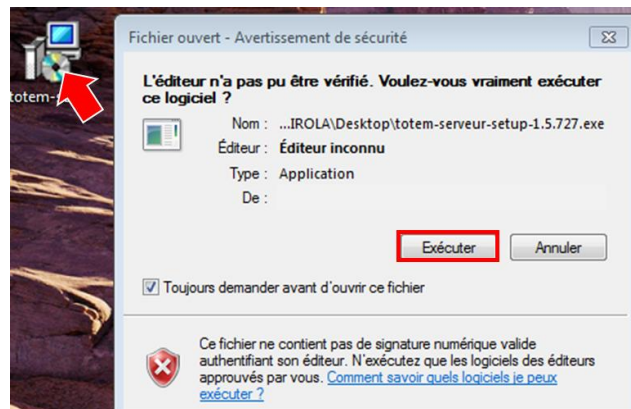 Fichier ouvert - Avertissement de sécurité
L'éditeur n'a pas pu être vérifié. Voulez-vous vraiment exécuter
ce logiciel ?
totem-
Nom : ...IROLA\Desktop\totem-serveur-setup-1.5.727.exe
Éditeur : Éditeur inconnu
Type : Application
De :
Exécuter Annuler
Toujours demander avant d'ouvrir ce fichier
Ce fichier ne contient pas de signature numérique valide
authentifiant son éditeur. N'exécutez que les logiciels des éditeurs
approuvés par vous. Comment savoir quels logiciels je peux
exécuter ?